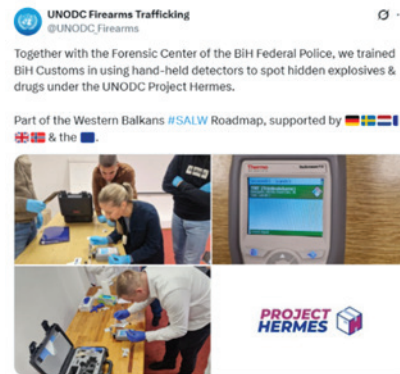 UNODC Firearms Trafficking
@UNODC_Firearms
Together with the Forensic Center of the BiH Federal Police, we trained
BiH Customs in using hand-held detectors to spot hidden explosives &
drugs under the UNODC Project Hermes.
Part of the Western Balkans #SALW Roadmap, supported by
& the
Thermo
PROJECT
HERMES